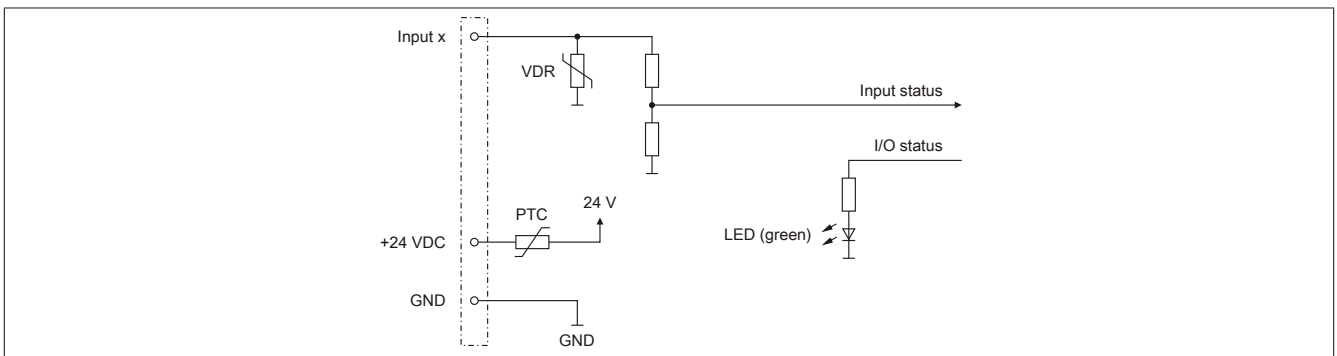 Input x
VDR
Input status
I/O status
24 V
PTC
LED (green)
+24 VDC
GND
GND